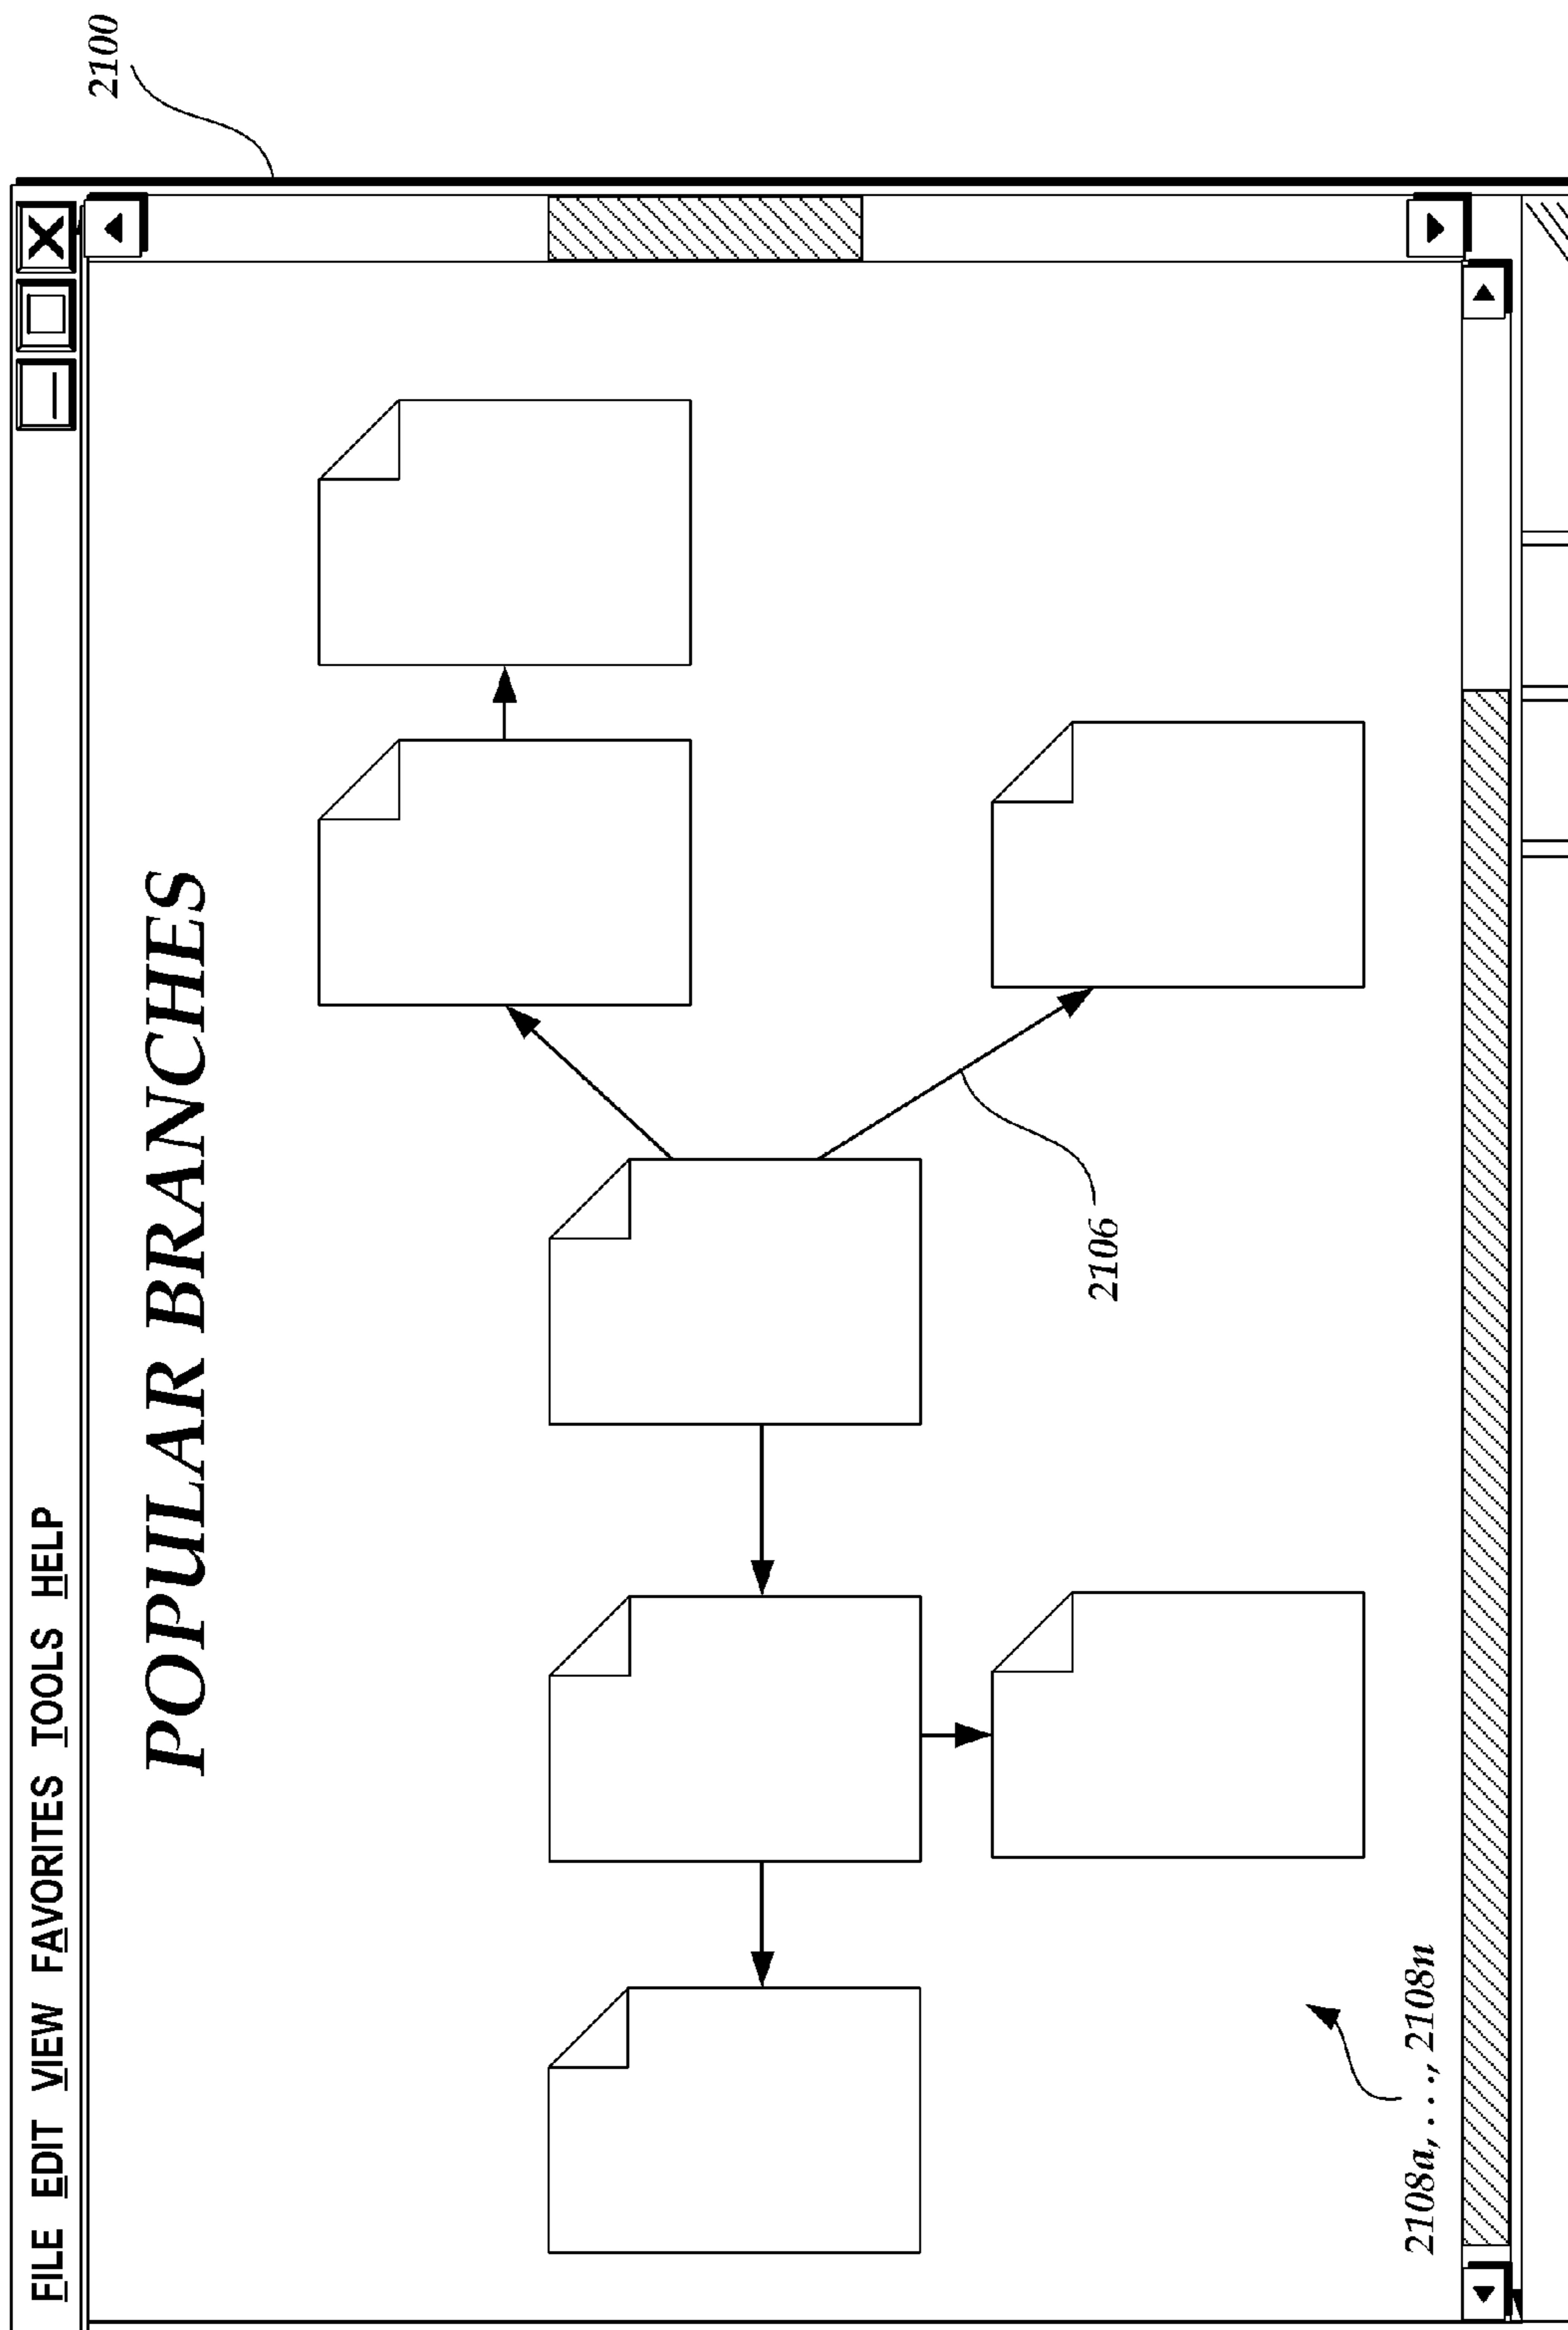 2100
FILE EDIT VIEW FAVORITES TOOLS HELP
POPULAR BRANCHES
2106
2108a, . . ., 2108n